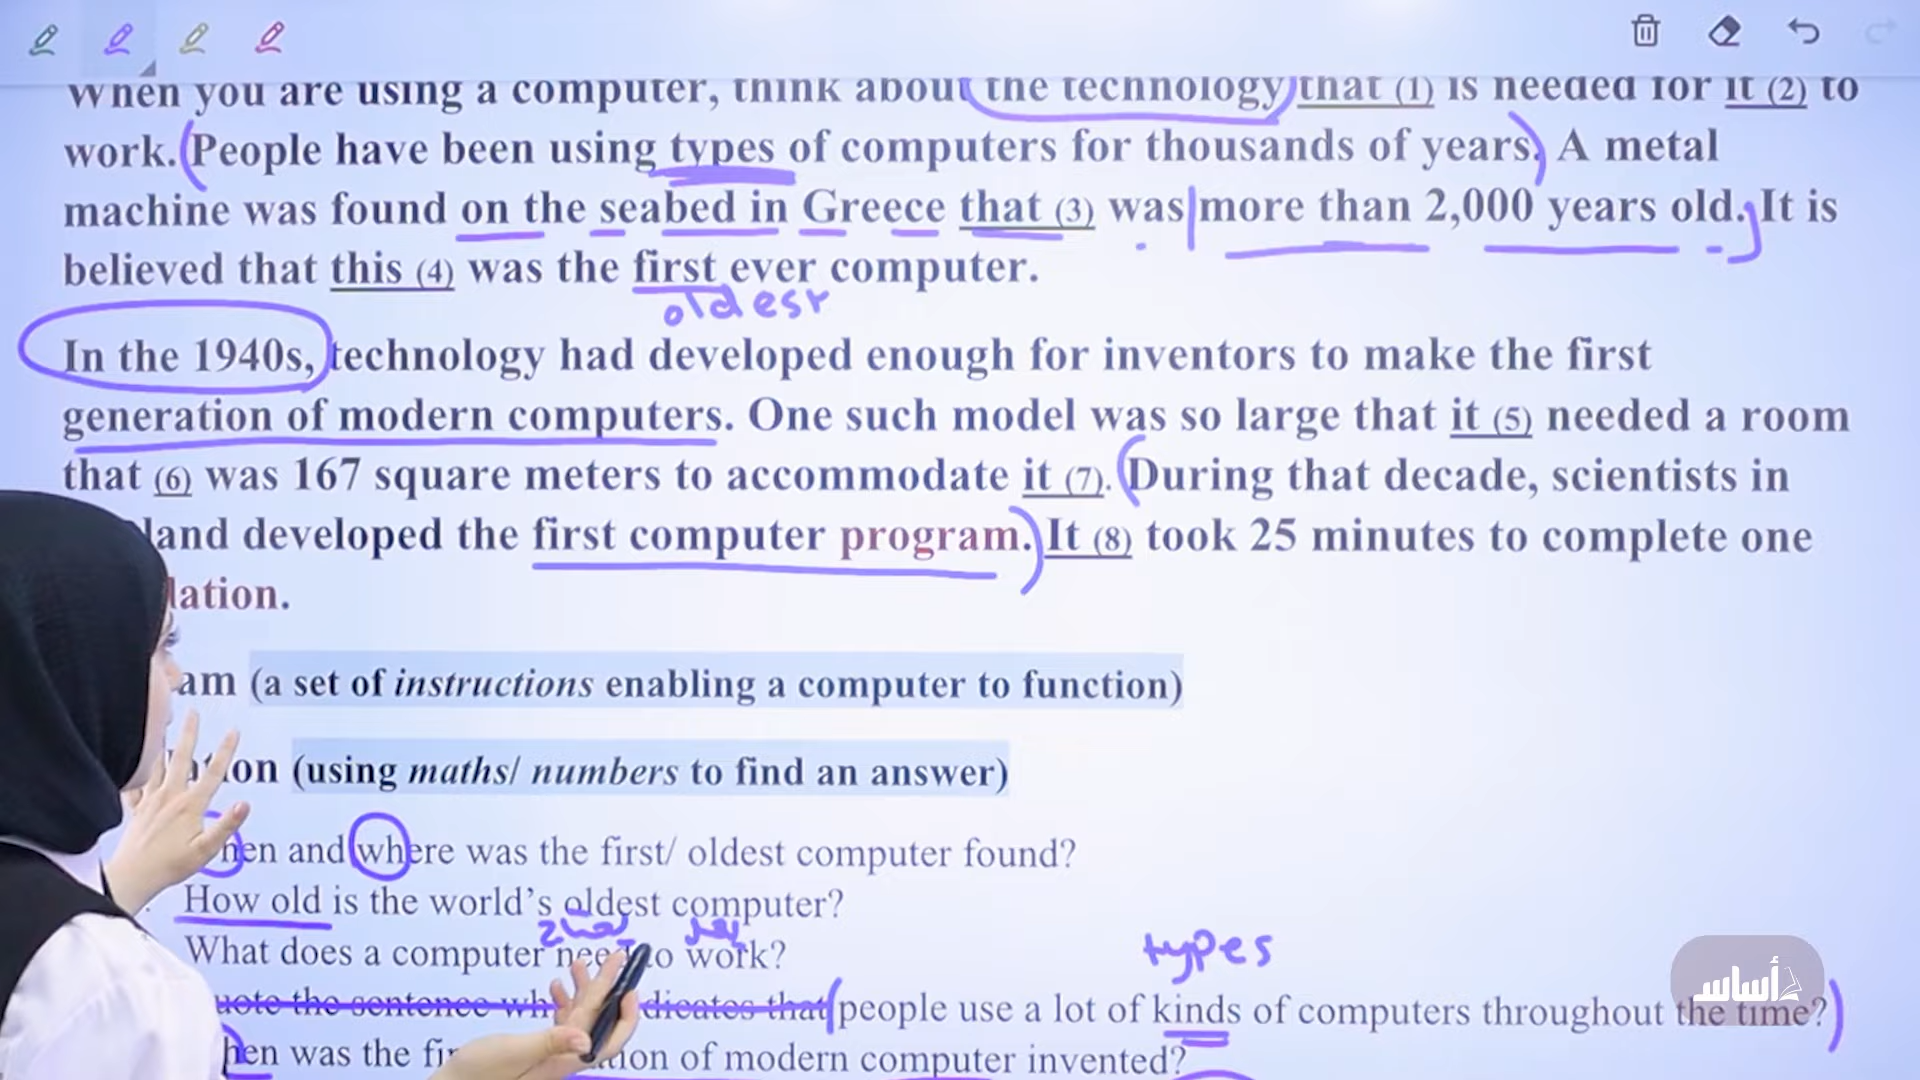 When you are using a computer, think about the technology that (1) is needed for it (2) to
work. (People have been using types of computers for thousands of years.) A metal
machine was found on the seabed in Greece that (3) was more than 2,000 years old. It is
believed that this (4) was the first ever computer.
oldest
In the 1940s, technology had developed enough for inventors to make the first
generation of modern computers. One such model was so large that it (5) needed a room
that (6) was 167 square meters to accommodate it (7). (During that decade, scientists in
land developed the first computer program.) It (8) took 25 minutes to complete one
lation.
am (a set of instructions enabling a computer to function)
on (using maths/ numbers to find an answer)
hen and where was the first/ oldest computer found?
How old is the world's oldest computer?
What does a computer need to work?
types
uote the sentence wh dicates that (people use a lot of kinds of computers throughout the time?)
hen was the fi tion of modern computer invented?
أساس